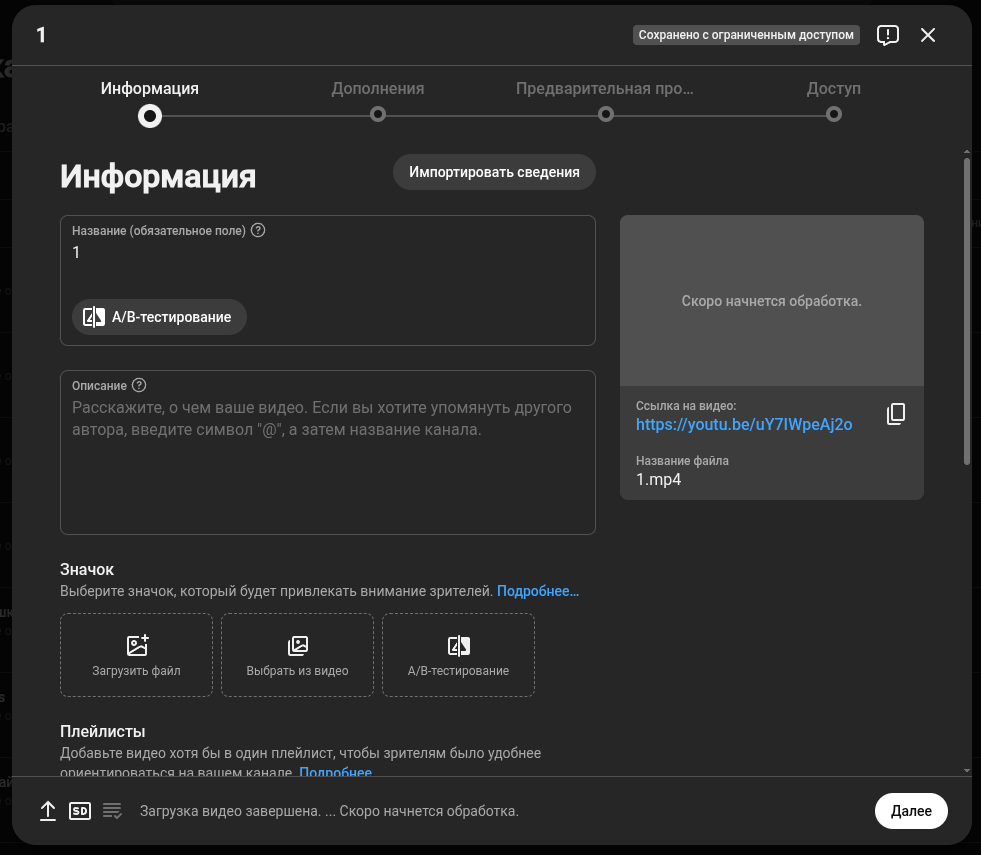 1
Сохранено с ограниченным доступом
Информация
Дополнения
Предварительная про...
Доступ
Информация
Импортировать сведения
Название (обязательное поле)
1
A/B-тестирование
Скоро начнется обработка.
Описание
Расскажите, о чем ваше видео. Если вы хотите упомянуть другого
автора, введите символ "@", а затем название канала.
Ссылка на видео:
https://youtu.be/uY7IWpeAj2o
Название файла
1.mp4
Значок
Выберите значок, который будет привлекать внимание зрителей. Подробнее...
Загрузить файл
Выбрать из видео
A/B-тестирование
Плейлисты
Добавьте видео хотя бы в один плейлист, чтобы зрителям было удобнее
ориентироваться на вашем канале. Подробнее
SD
Загрузка видео завершена. ... Скоро начнется обработка.
Далее